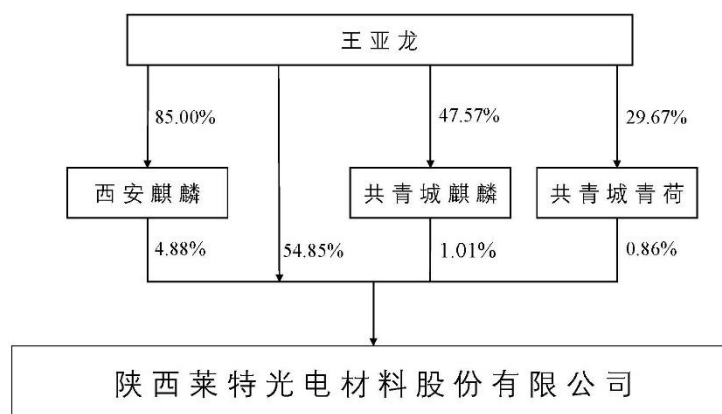 王亚龙
85.00%
47.57%
29.67%
西安麒麟
共青城麒麟
共青城青荷
4.88%
54.85%
1.01%
0.86%
陕西莱特光电材料股份有限公司